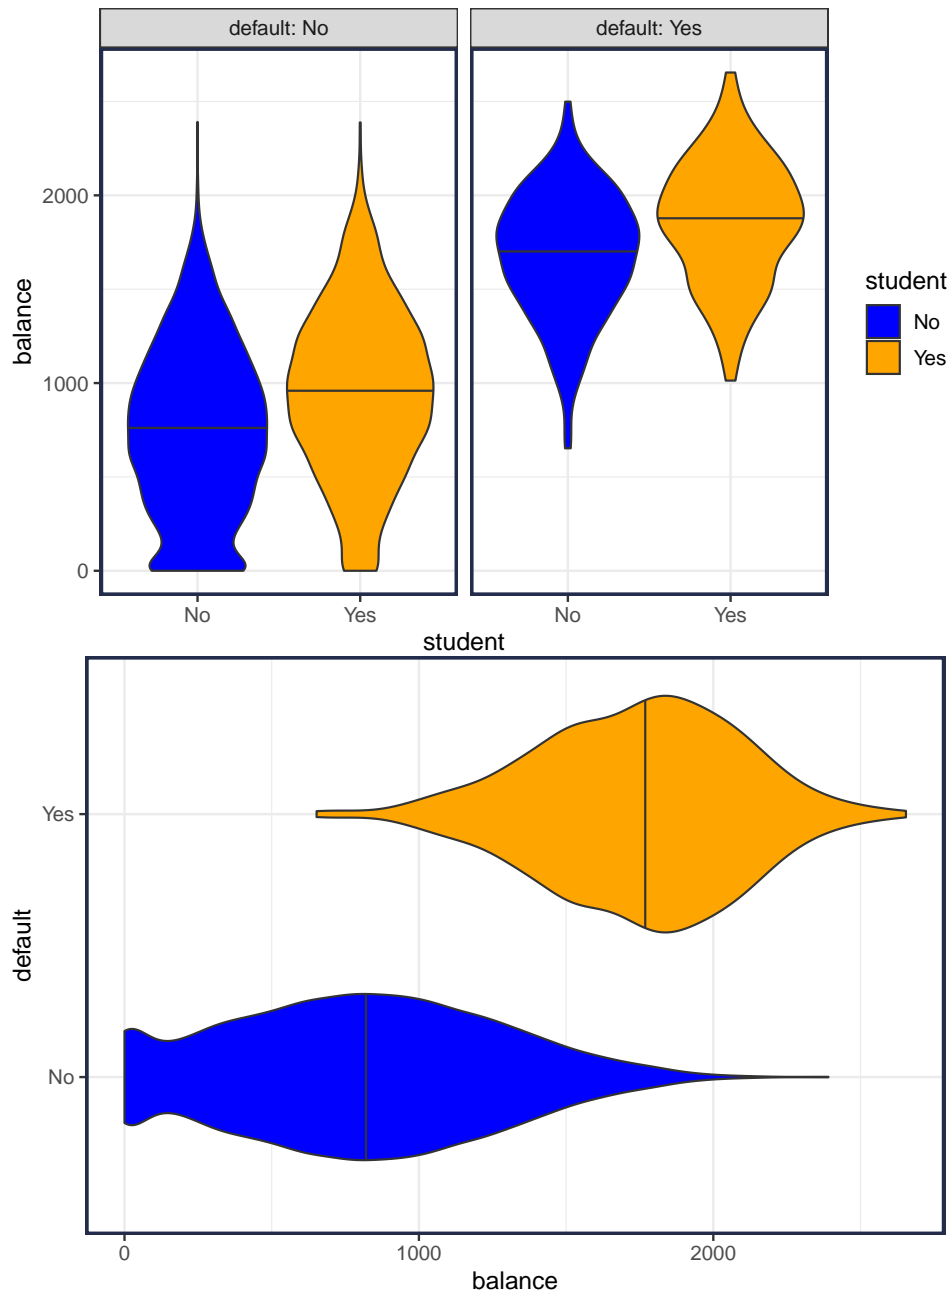 default: No
default: Yes
balance
2000
1000
0
No
Yes
No
Yes
student
student
No
Yes
default
Yes
No
0
1000
2000
balance